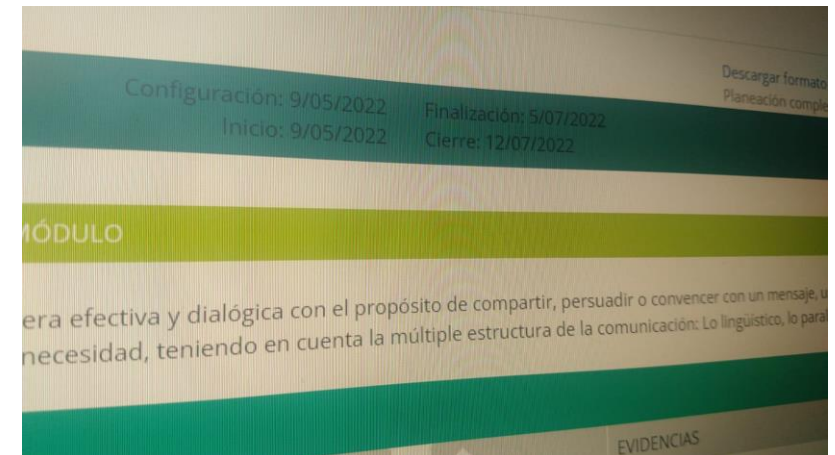 Descargar formato
Planeación comple
Configuración: 9/05/2022 Finalización: 5/07/2022
Inicio: 9/05/2022 Cierre: 12/07/2022
MÓDULO
era efectiva y dialógica con el propósito de compartir, persuadir o convencer con un mensaje, u
necesidad, teniendo en cuenta la múltiple estructura de la comunicación: Lo lingüístico, lo paral
EVIDENCIAS